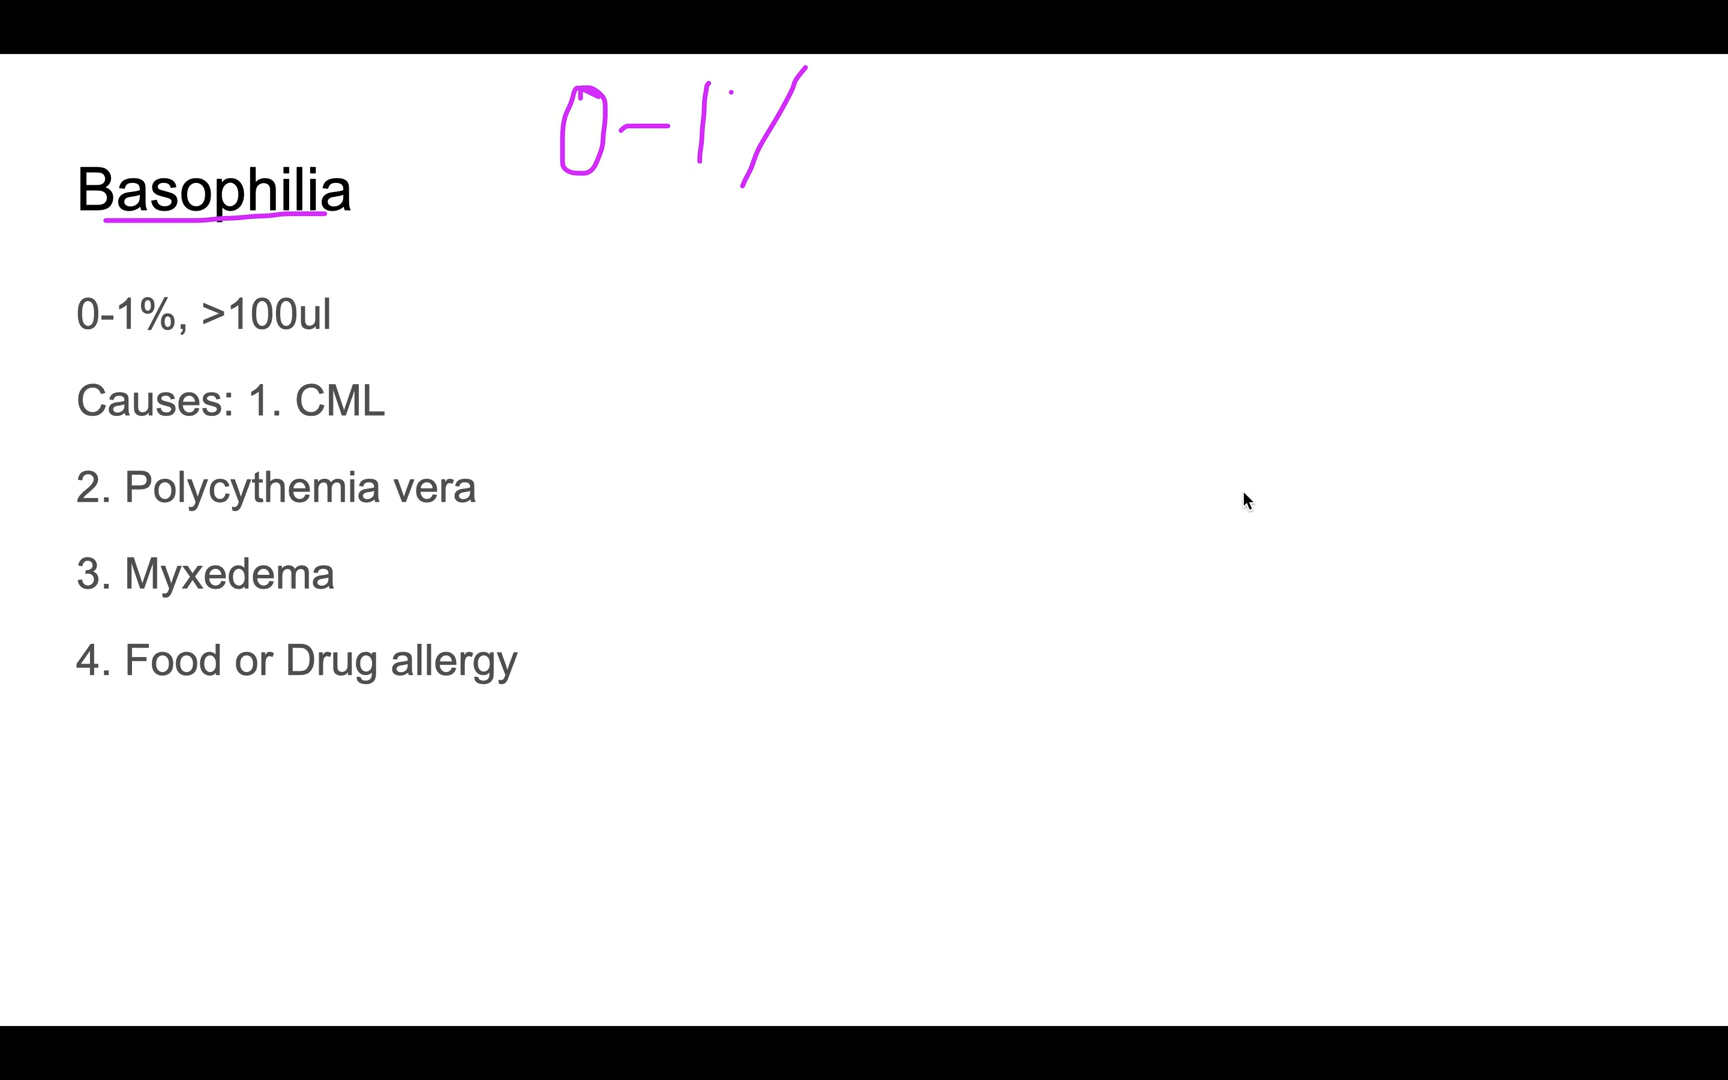 0-1%
Basophilia
0-1%, >100ul
Causes: 1. CML
2. Polycythemia vera
3. Myxedema
4. Food or Drug allergy